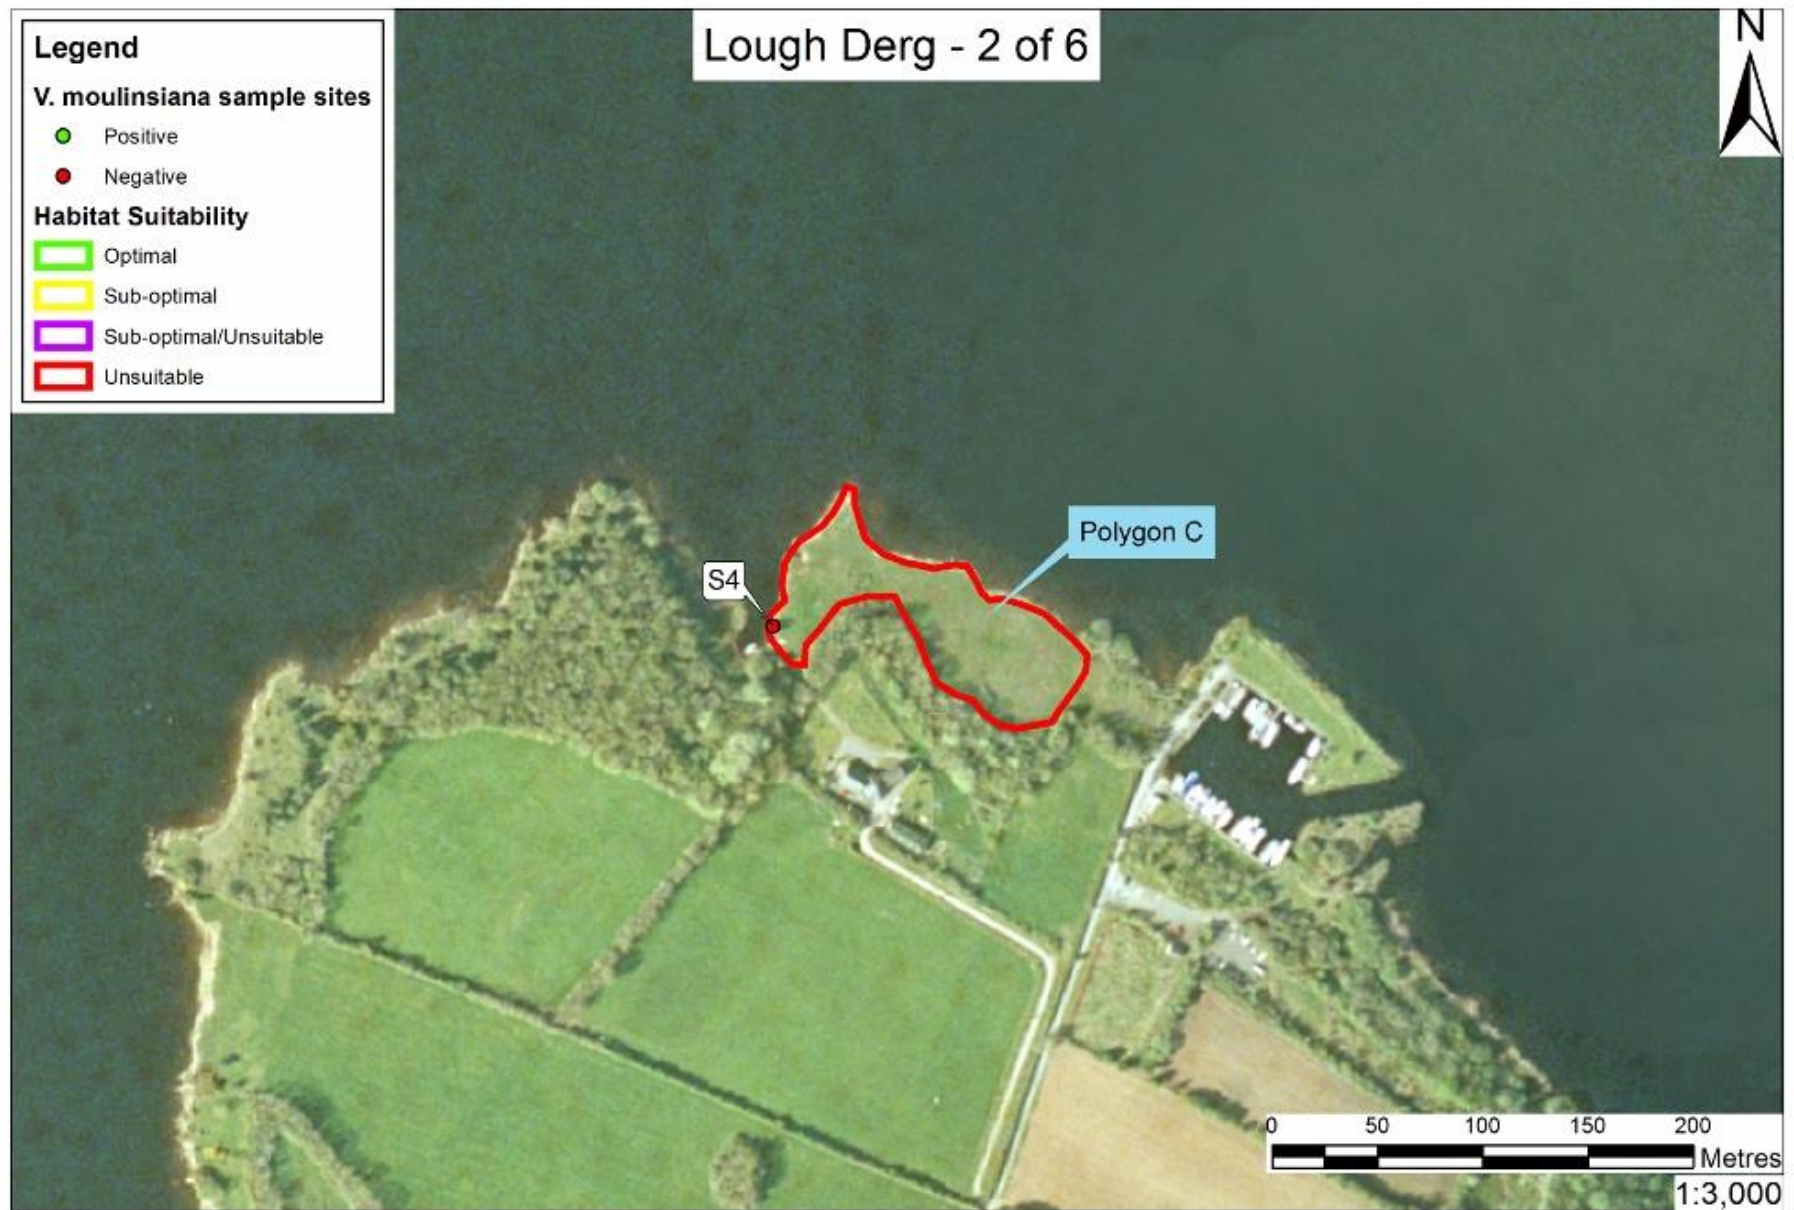 Legend
V. moulinsiana sample sites
Positive
Negative
Habitat Suitability
Optimal
Sub-optimal
Sub-optimal/Unsuitable
Unsuitable
Lough Derg - 2 of 6
N
Polygon C
S4
0 50 100 150 200
Metres
1:3,000